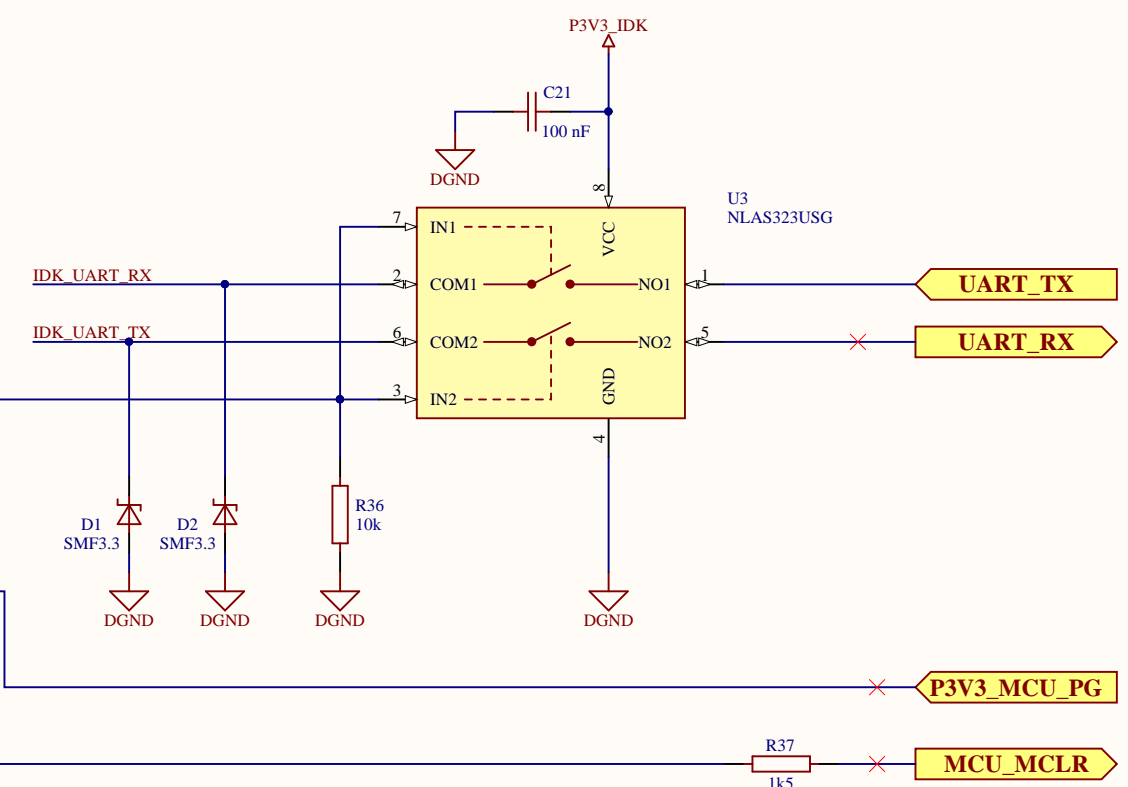 P3V3_IDK
C21
100 nF
DGND
8
U3
NLAS323USG
7
IN1
VCC
IDK_UART_RX
2
COM1
NO1
1
UART_TX
IDK_UART_TX
6
COM2
NO2
5
UART_RX
3
IN2
GND
4
R36
10k
D1
SMF3.3
D2
SMF3.3
DGND
DGND
DGND
DGND
P3V3_MCU_PG
R37
1k5
MCU_MCLR